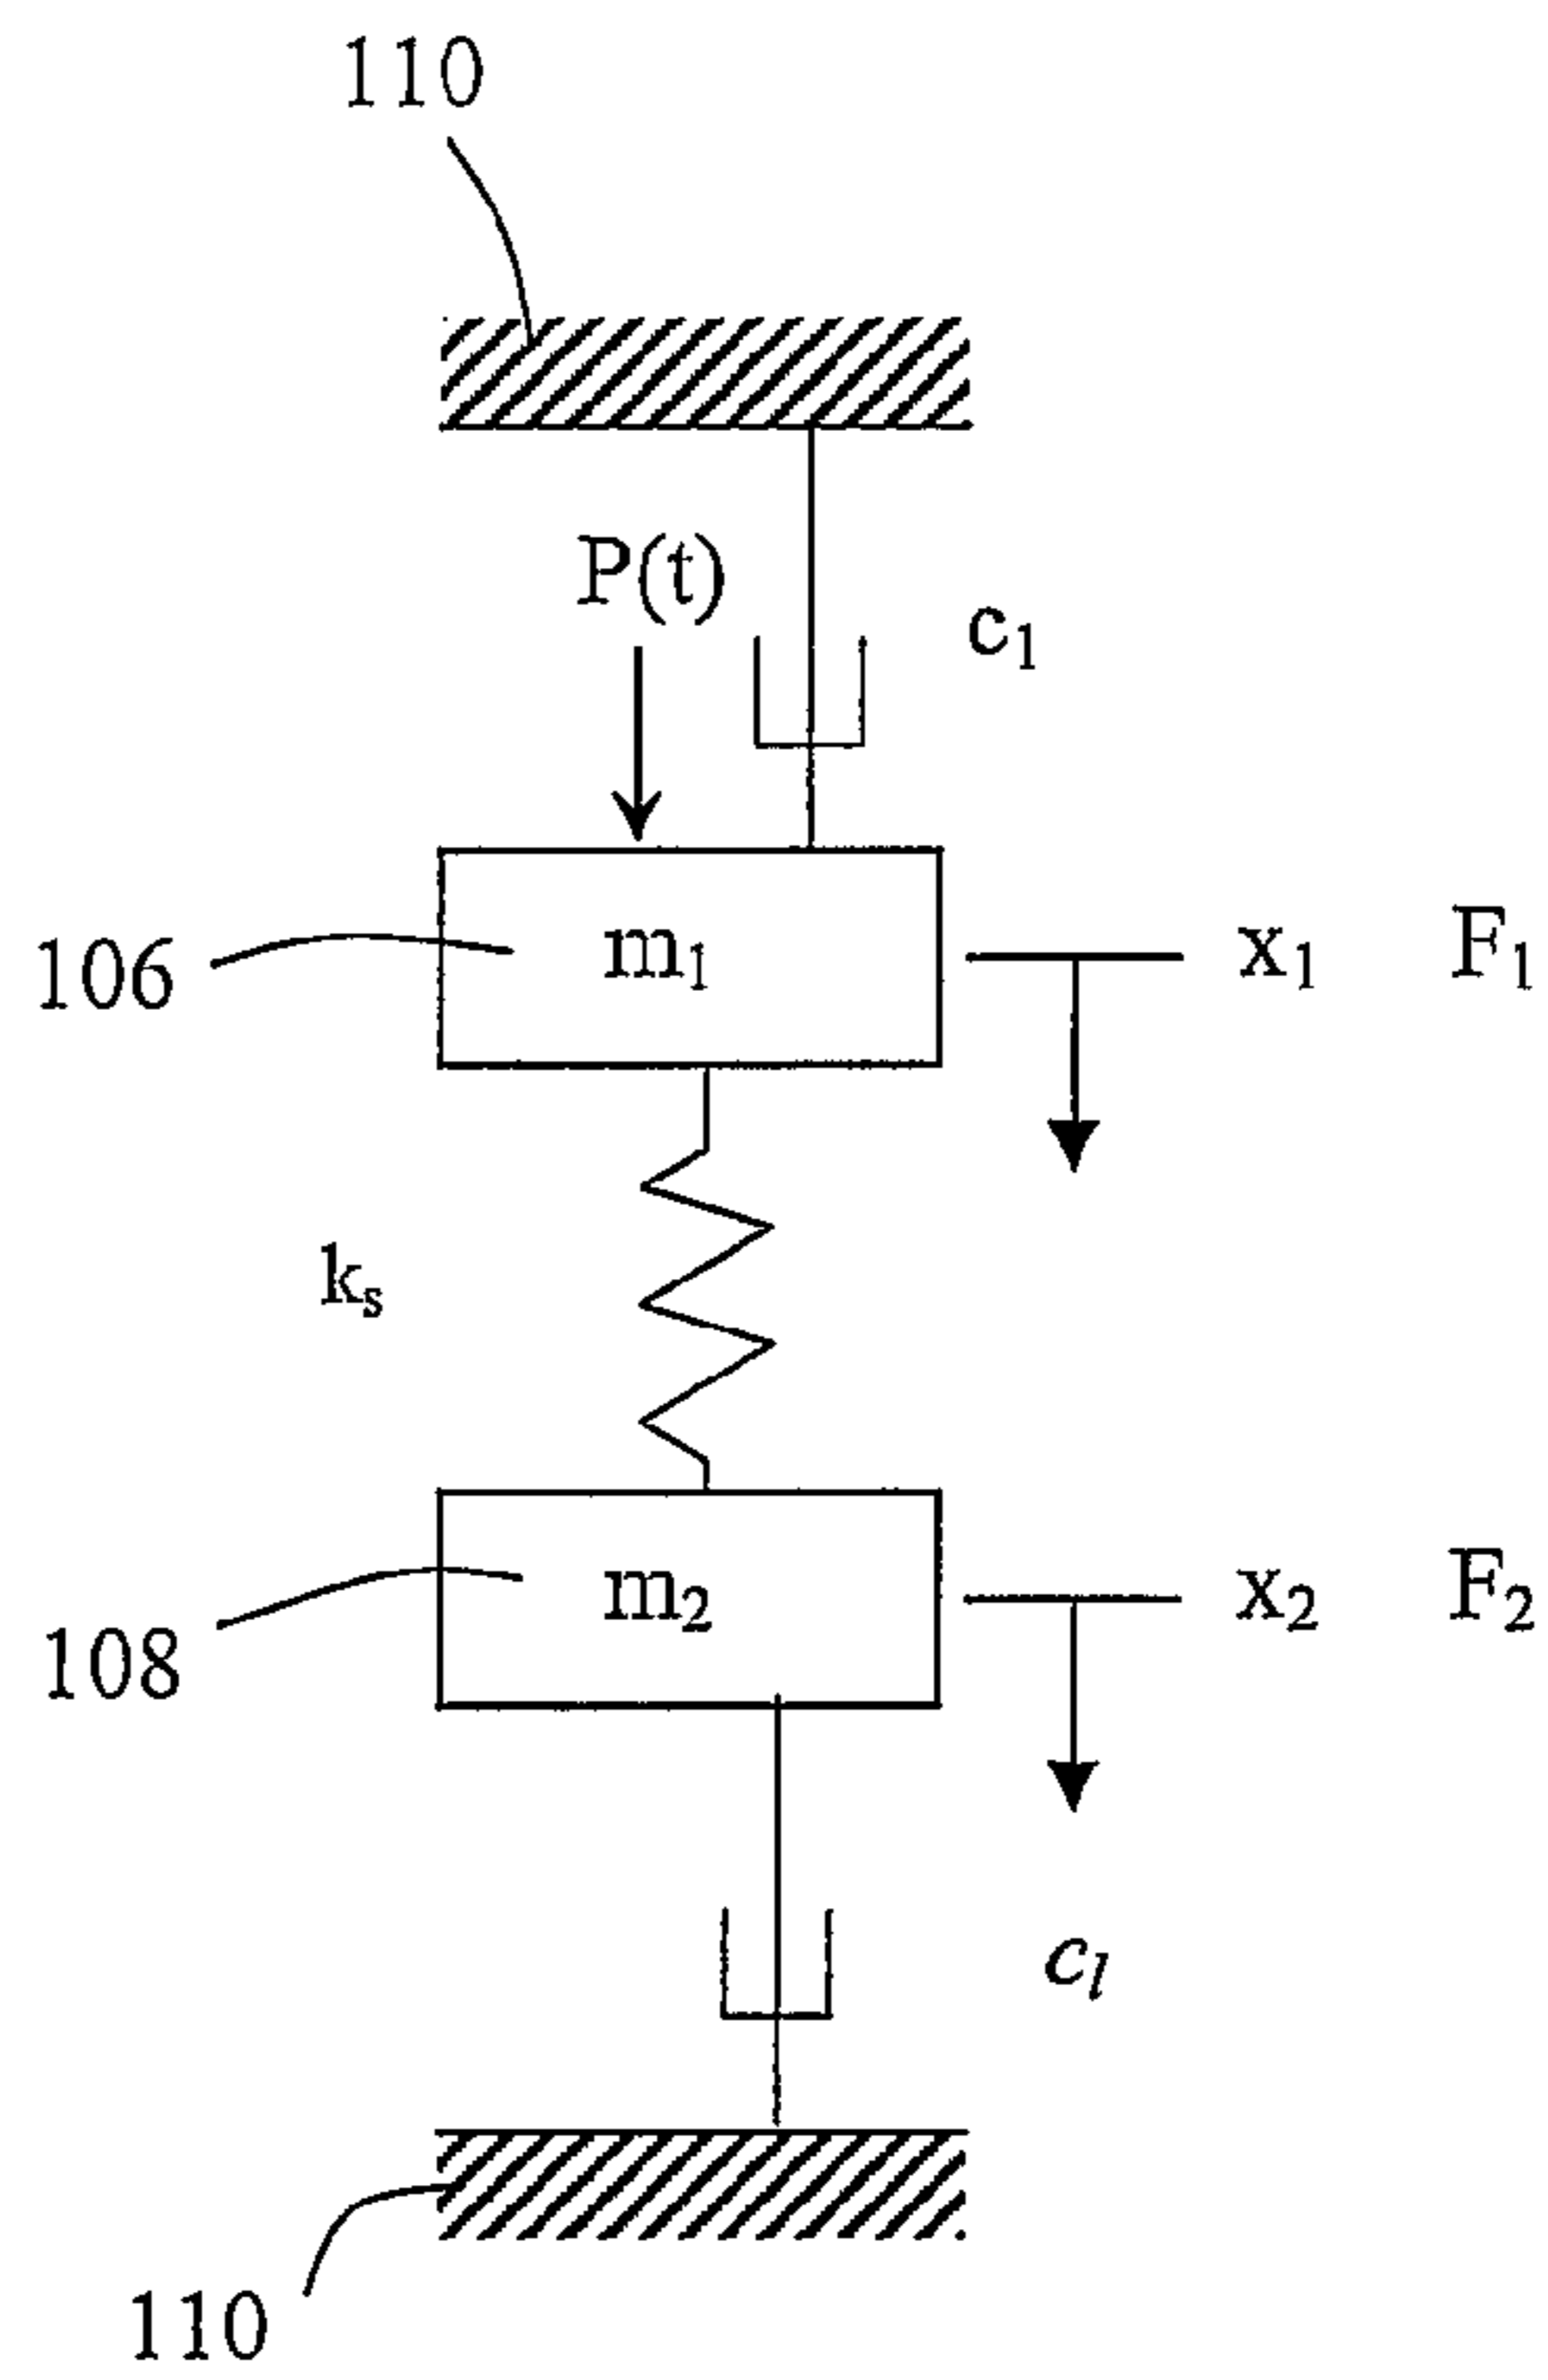 110
P(t)
c₁
106 m₁ x₁ F₁
kₛ
m₂ x₂ F₂
108
cₗ
110